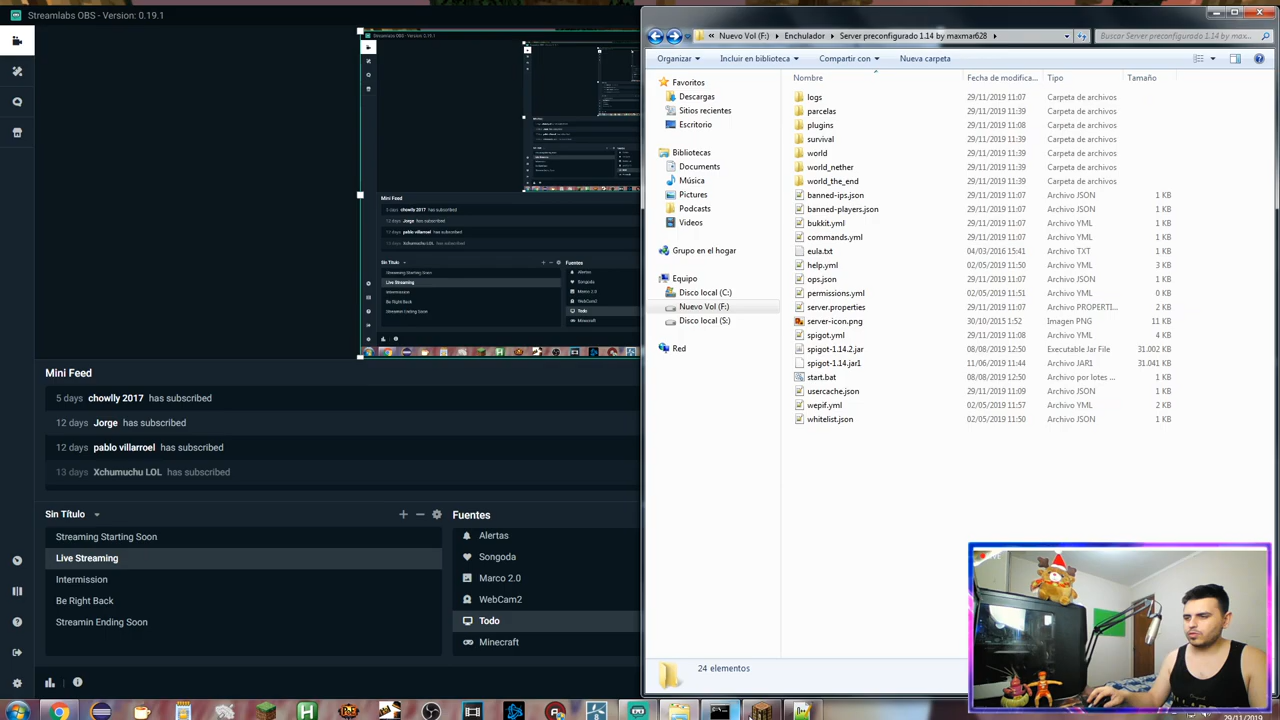 Streamlabs OBS - Version: 0.19.1
Mini Feed
5 days chowlly 2017 has subscribed
12 days Jorge has subscribed
12 days pablo villarroel has subscribed
13 days Xchumuchu LOL has subscribed
Sin Título
Streaming Starting Soon
Live Streaming
Intermission
Be Right Back
Streamin Ending Soon
Fuentes
Alertas
Songoda
Marco 2.0
WebCam2
Todo
Minecraft
Nuevo Vol (F:) Enchulador Server preconfigurado 1.14 by maxmar628
Buscar Server preconfigurado 1.14 by max...
Organizar Incluir en biblioteca Compartir con Nueva carpeta
Favoritos
Descargas
Sitios recientes
Escritorio
Bibliotecas
Documents
Música
Pictures
Podcasts
Videos
Grupo en el hogar
Equipo
Disco local (C:)
Nuevo Vol (F:)
Disco local (S:)
Red
Nombre Fecha de modifica... Tipo Tamaño
logs 29/11/2019 11:07 Carpeta de archivos
parcelas 29/11/2019 11:39 Carpeta de archivos
plugins 29/11/2019 11:08 Carpeta de archivos
survival 29/11/2019 11:39 Carpeta de archivos
world 29/11/2019 11:39 Carpeta de archivos
world_nether 29/11/2019 11:39 Carpeta de archivos
world_the_end 29/11/2019 11:39 Carpeta de archivos
banned-ips.json 29/11/2019 11:07 Archivo JSON 1 KB
banned-players.json 29/11/2019 11:07 Archivo JSON 1 KB
bukkit.yml 29/11/2019 11:07 Archivo YML 1 KB
commands.yml 29/11/2019 11:07 Archivo YML 1 KB
eula.txt 04/03/2016 15:41 Archivo TXT 1 KB
help.yml 02/05/2019 11:50 Archivo YML 3 KB
ops.json 29/11/2019 11:07 Archivo JSON 1 KB
permissions.yml 02/05/2019 11:51 Archivo YML 0 KB
server.properties 29/11/2019 11:07 Archivo PROPERTI... 2 KB
server-icon.png 30/10/2015 1:52 Imagen PNG 11 KB
spigot.yml 29/11/2019 11:08 Archivo YML 4 KB
spigot-1.14.2.jar 08/08/2019 12:50 Executable Jar File 31.002 KB
spigot-1.14.jar1 11/06/2019 11:44 Archivo JAR1 31.041 KB
start.bat 08/08/2019 12:50 Archivo por lotes ... 1 KB
usercache.json 29/11/2019 11:09 Archivo JSON 1 KB
wepif.yml 02/05/2019 11:57 Archivo YML 2 KB
whitelist.json 02/05/2019 11:50 Archivo JSON 1 KB
24 elementos
29/11/2019